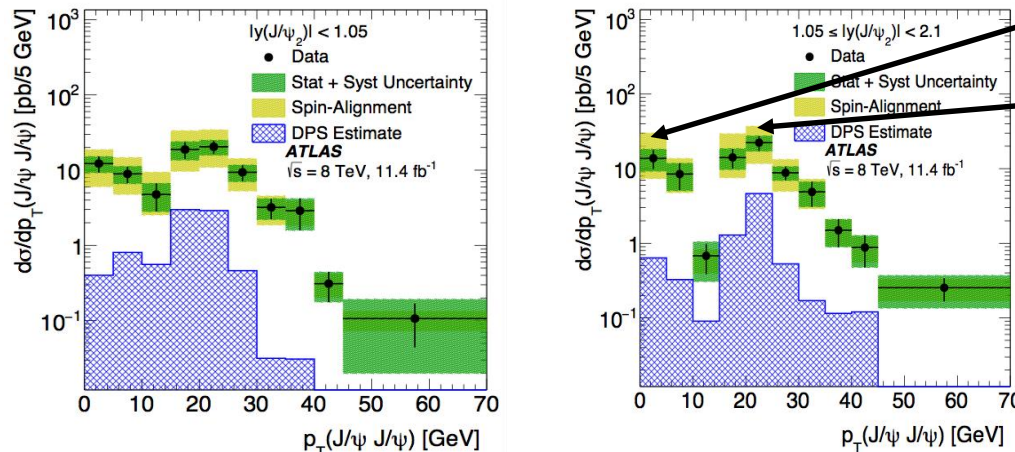 |y(J/ψ₂)| < 1.05
Data
Stat + Syst Uncertainty
Spin-Alignment
DPS Estimate
ATLAS
√s = 8 TeV, 11.4 fb⁻¹
dσ/dp_T(J/ψ J/ψ) [pb/5 GeV]
10³
10²
10
1
10⁻¹
0 10 20 30 40 50 60 70
p_T(J/ψ J/ψ) [GeV]
1.05 ≤ |y(J/ψ₂)| < 2.1
Data
Stat + Syst Uncertainty
Spin-Alignment
DPS Estimate
ATLAS
√s = 8 TeV, 11.4 fb⁻¹
dσ/dp_T(J/ψ J/ψ) [pb/5 GeV]
10³
10²
10
1
10⁻¹
0 10 20 30 40 50 60 70
p_T(J/ψ J/ψ) [GeV]